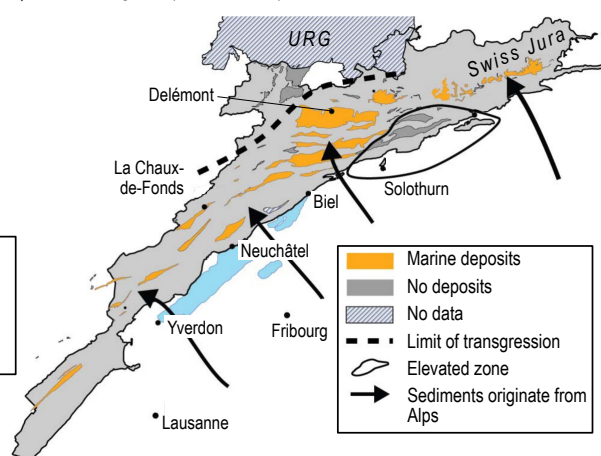 URG
Swiss Jura
Delémont
La Chaux-
de-Fonds
Biel
Solothurn
Neuchâtel
Yverdon
Fribourg
Lausanne
Marine deposits
No deposits
No data
Limit of transgression
Elevated zone
Sediments originate from
Alps